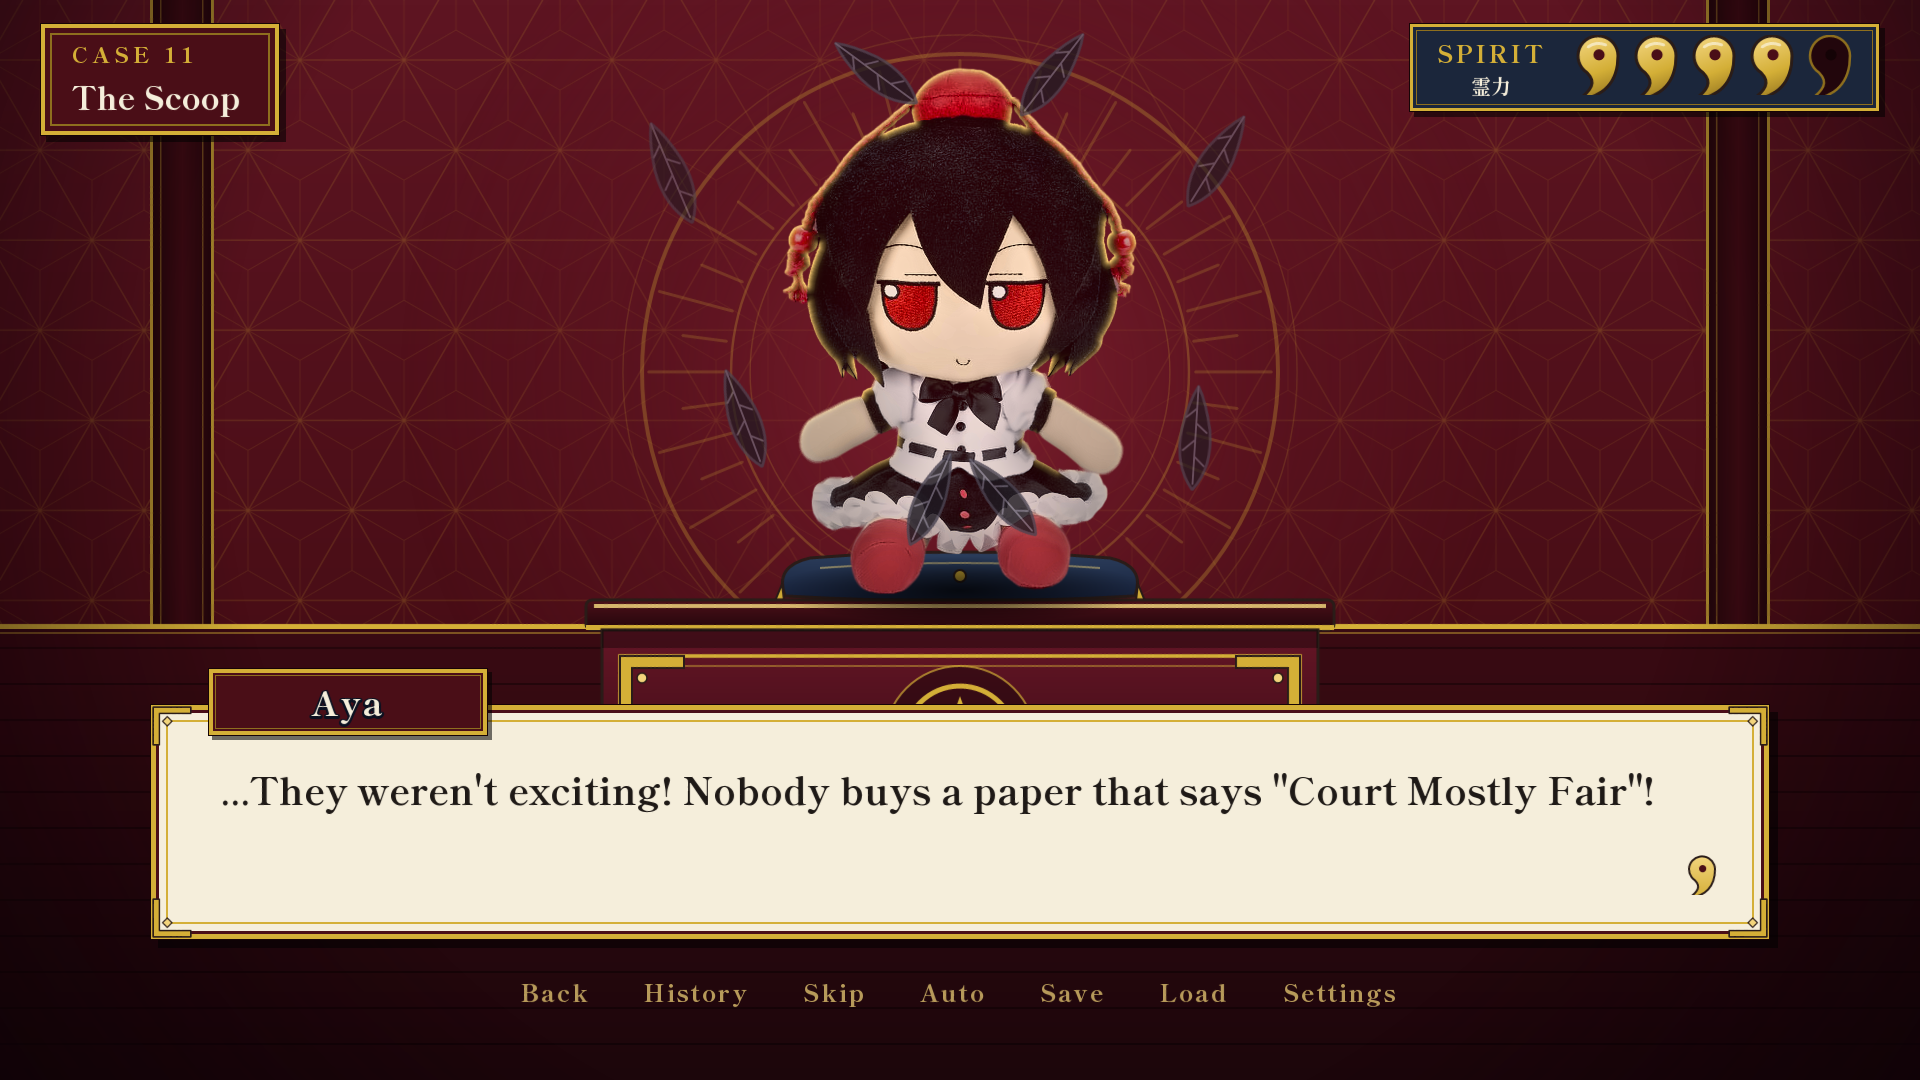 CASE 11
The Scoop
SPIRIT
霊力
Aya
...They weren't exciting! Nobody buys a paper that says "Court Mostly Fair"!
Back History Skip Auto Save Load Settings